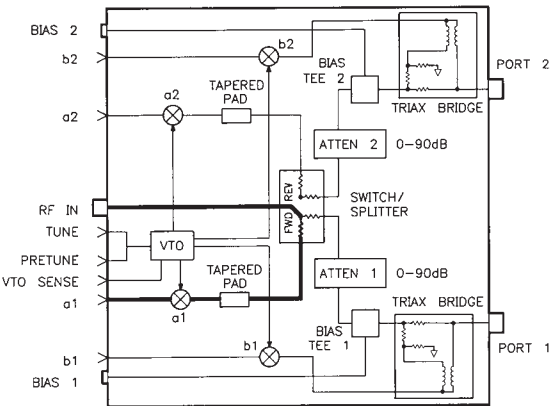 BIAS 2
b2
b2
PORT 2
BIAS
TEE 2
TAPERED
PAD
TRIAX BRIDGE
a2
a2
ATTEN 2
0-90dB
REV
SWITCH/
SPLITTER
RF IN
FWD
TUNE
VTO
PRETUNE
TAPERED
PAD
ATTEN 1
0-90dB
VTO SENSE
a1
a1
TRIAX BRIDGE
BIAS
TEE 1
b1
b1
PORT 1
BIAS 1